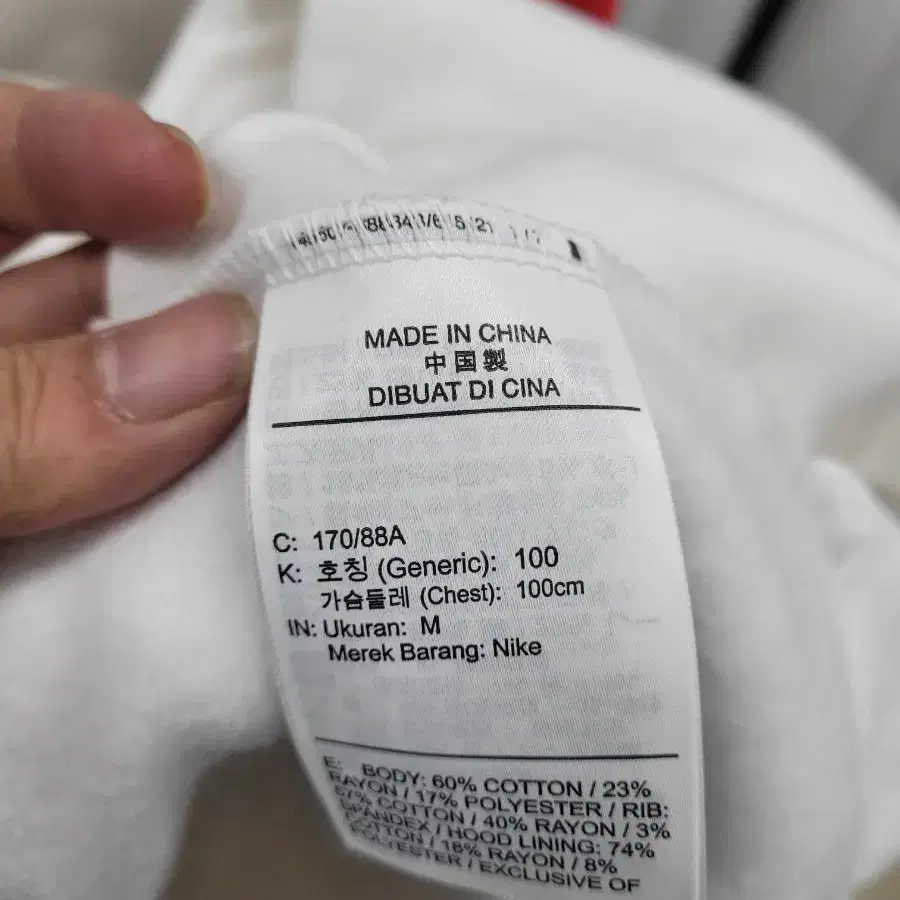 MADE IN CHINA
中国製
DIBUAT DI CINA
C: 170/88A
K: 호칭 (Generic): 100
가슴둘레 (Chest): 100cm
IN: Ukuran: M
Merek Barang: Nike
E: BODY: 60% COTTON / 23%
RAYON / 17% POLYESTER / RIB:
57% COTTON / 40% RAYON / 3%
SPANDEX / HOOD LINING: 74%
COTTON / 18% RAYON / 8%
POLYESTER / EXCLUSIVE OF